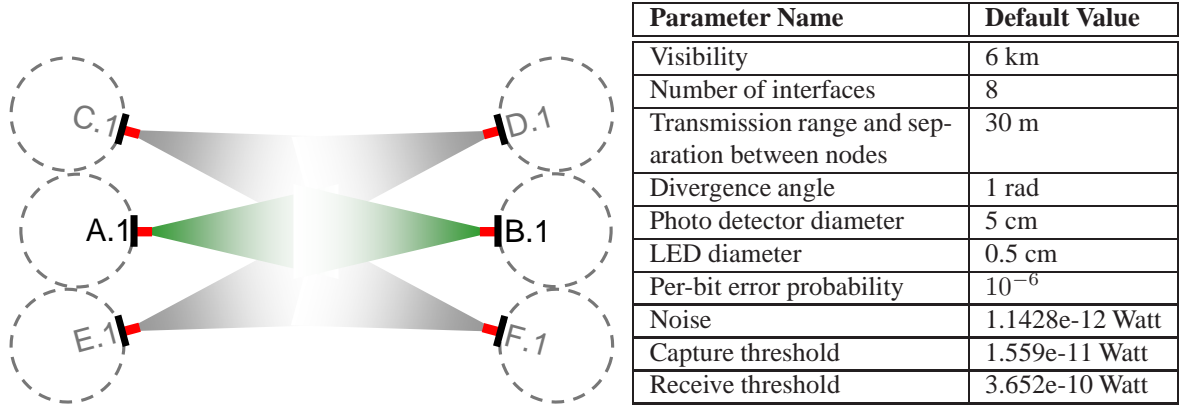 C.1
D.1
A.1
B.1
E.1
F.1
Parameter Name Default Value
Visibility 6 km
Number of interfaces 8
Transmission range and sep- 30 m
aration between nodes
Divergence angle 1 rad
Photo detector diameter 5 cm
LED diameter 0.5 cm
Per-bit error probability 10⁻⁶
Noise 1.1428e-12 Watt
Capture threshold 1.559e-11 Watt
Receive threshold 3.652e-10 Watt